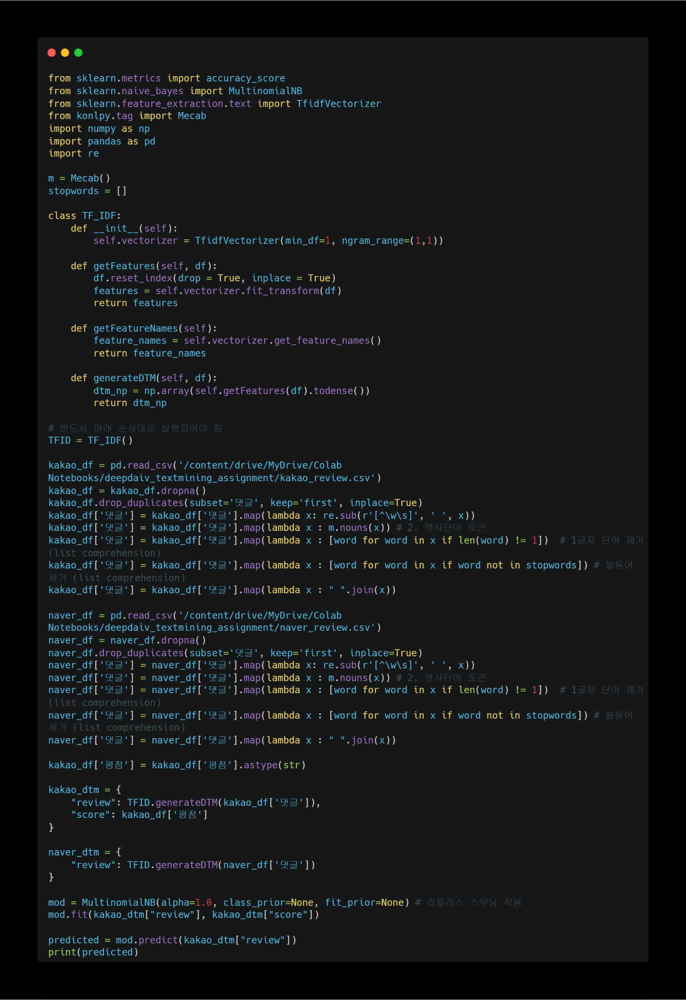 from sklearn.metrics import accuracy_score
from sklearn.naive_bayes import MultinomialNB
from sklearn.feature_extraction.text import TfidfVectorizer
from konlpy.tag import Mecab
import numpy as np
import pandas as pd
import re

m = Mecab()
stopwords = []

class TF_IDF:
    def __init__(self):
        self.vectorizer = TfidfVectorizer(min_df=1, ngram_range=(1,1))

    def getFeatures(self, df):
        df.reset_index(drop = True, inplace = True)
        features = self.vectorizer.fit_transform(df)
        return features

    def getFeatureNames(self):
        feature_names = self.vectorizer.get_feature_names()
        return feature_names

    def generateDTM(self, df):
        dtm_np = np.array(self.getFeatures(df).todense())
        return dtm_np

# 반드시 아래 순서대로 실행되어야 함
TFID = TF_IDF()

kakao_df = pd.read_csv('/content/drive/MyDrive/Colab
Notebooks/deepdaiv_textmining_assignment/kakao_review.csv')
kakao_df = kakao_df.dropna()
kakao_df.drop_duplicates(subset='댓글', keep='first', inplace=True)
kakao_df['댓글'] = kakao_df['댓글'].map(lambda x: re.sub(r'[^\w\s]', ' ', x))
kakao_df['댓글'] = kakao_df['댓글'].map(lambda x : m.nouns(x)) # 2. 명사단어 토큰
kakao_df['댓글'] = kakao_df['댓글'].map(lambda x : [word for word in x if len(word) != 1])  # 1글자 단어 제거
(list comprehension)
kakao_df['댓글'] = kakao_df['댓글'].map(lambda x : [word for word in x if word not in stopwords]) # 불용어
제거 (list comprehension)
kakao_df['댓글'] = kakao_df['댓글'].map(lambda x : " ".join(x))

naver_df = pd.read_csv('/content/drive/MyDrive/Colab
Notebooks/deepdaiv_textmining_assignment/naver_review.csv')
naver_df = naver_df.dropna()
naver_df.drop_duplicates(subset='댓글', keep='first', inplace=True)
naver_df['댓글'] = naver_df['댓글'].map(lambda x: re.sub(r'[^\w\s]', ' ', x))
naver_df['댓글'] = naver_df['댓글'].map(lambda x : m.nouns(x)) # 2. 명사단어 토큰
naver_df['댓글'] = naver_df['댓글'].map(lambda x : [word for word in x if len(word) != 1])  # 1글자 단어 제거
(list comprehension)
naver_df['댓글'] = naver_df['댓글'].map(lambda x : [word for word in x if word not in stopwords]) # 불용어
제거 (list comprehension)
naver_df['댓글'] = naver_df['댓글'].map(lambda x : " ".join(x))

kakao_df['평점'] = kakao_df['평점'].astype(str)

kakao_dtm = {
    "review": TFID.generateDTM(kakao_df['댓글']),
    "score": kakao_df['평점']
}

naver_dtm = {
    "review": TFID.generateDTM(naver_df['댓글'])
}

mod = MultinomialNB(alpha=1.0, class_prior=None, fit_prior=None) # 라플라스 스무딩 적용
mod.fit(kakao_dtm["review"], kakao_dtm["score"])

predicted = mod.predict(kakao_dtm["review"])
print(predicted)